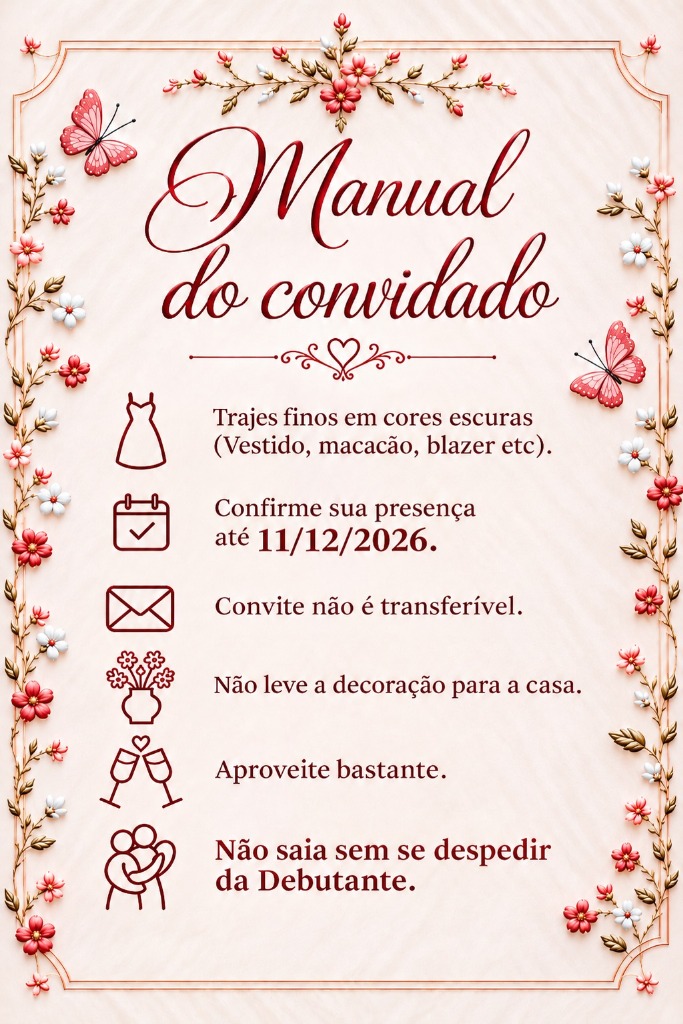 Manual
do convidado
Trajes finos em cores escuras
(Vestido, macacão, blazer etc).
Confirme sua presença
até 11/12/2026.
Convite não é transferível.
Não leve a decoração para a casa.
Aproveite bastante.
Não saia sem se despedir
da Debutante.